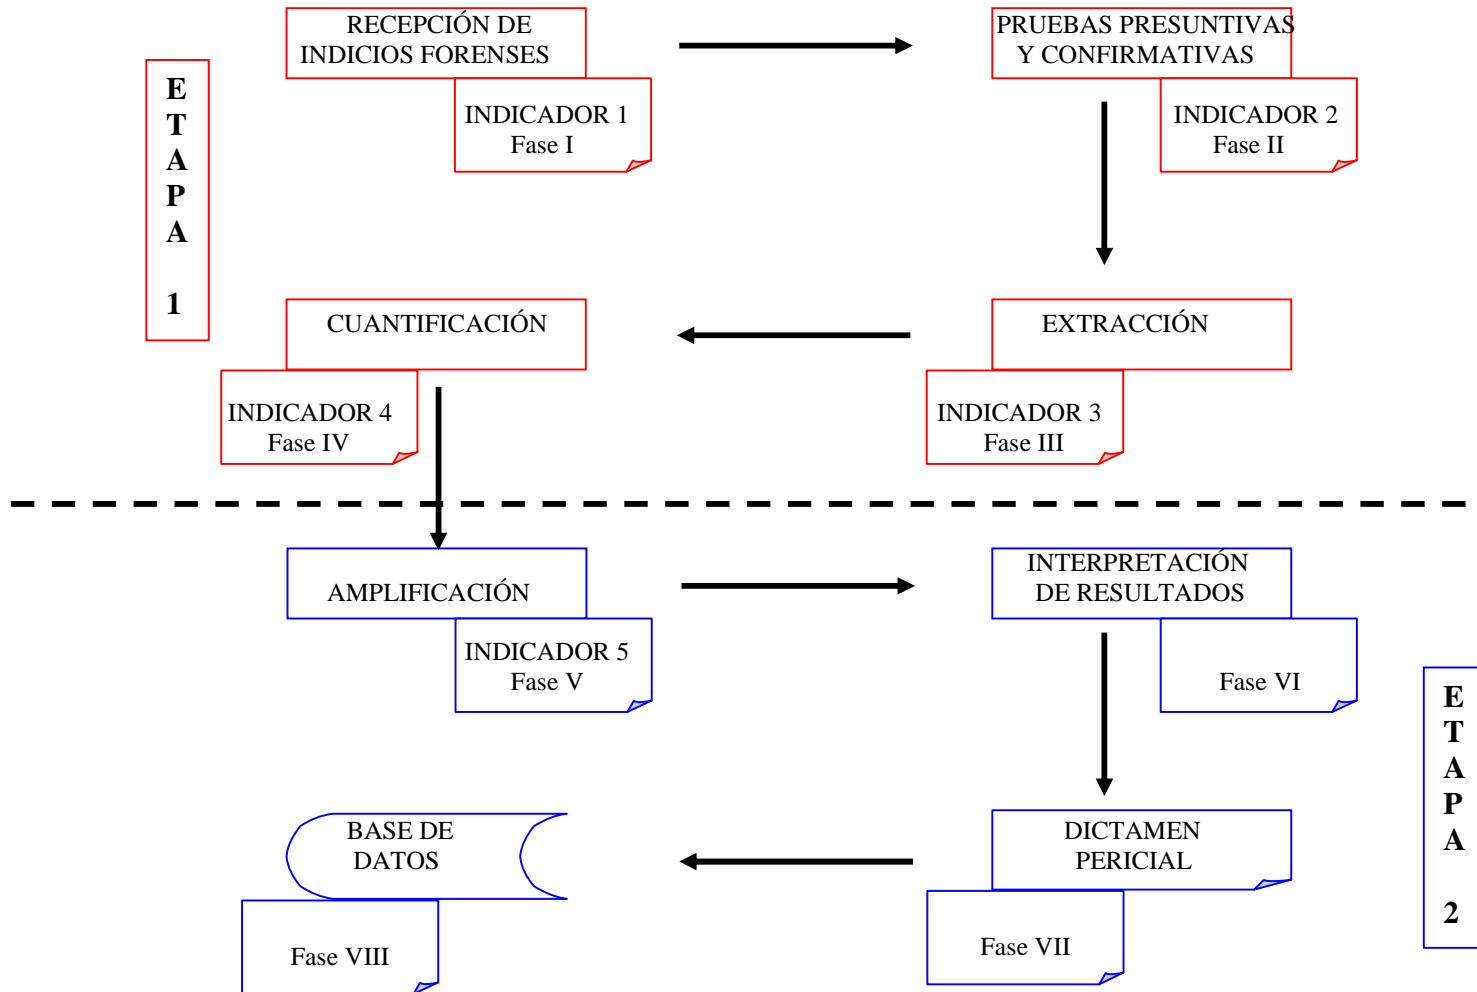 RECEPCIÓN DE
INDICIOS FORENSES
PRUEBAS PRESUNTIVAS
Y CONFIRMATIVAS
E
T
A
P
A
1
INDICADOR 1
Fase I
INDICADOR 2
Fase II
CUANTIFICACIÓN
EXTRACCIÓN
INDICADOR 4
Fase IV
INDICADOR 3
Fase III
AMPLIFICACIÓN
INTERPRETACIÓN
DE RESULTADOS
INDICADOR 5
Fase V
Fase VI
E
T
A
P
A
2
BASE DE
DATOS
DICTAMEN
PERICIAL
Fase VIII
Fase VII